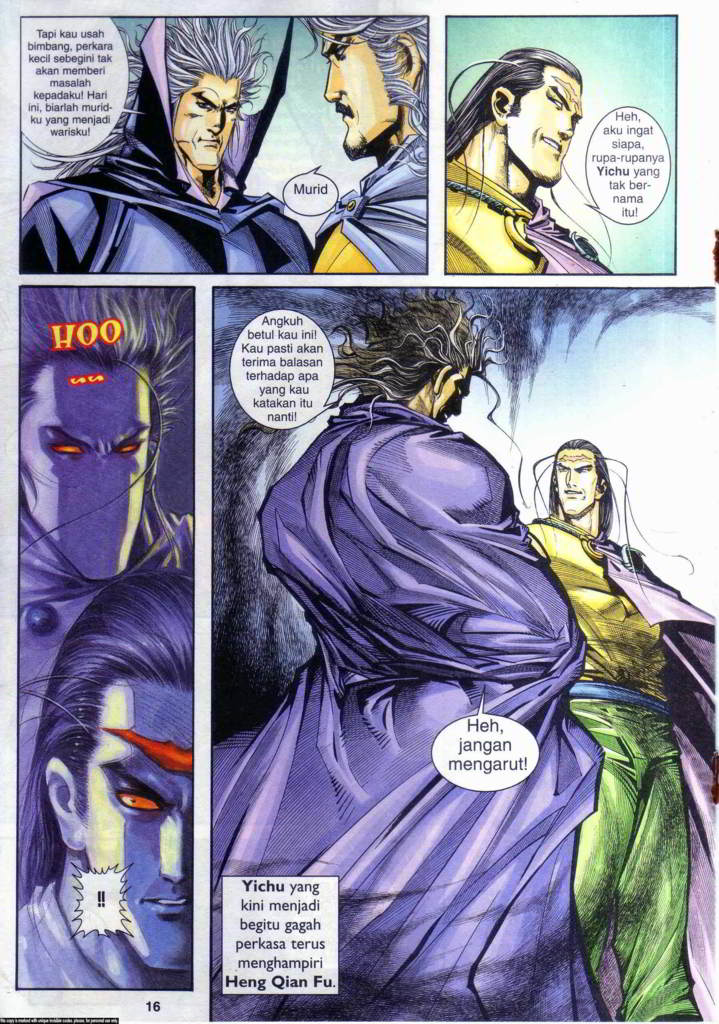 Tapi kau usah
bimbang, perkara
kecil sebegini tak
akan memberi
masalah
kepadaku! Hari
ini, biarlah murid-
ku yang menjadi
warisku!
Murid
Heh,
aku ingat
siapa,
rupa-rupanya
Yichu yang
tak ber-
nama
itu!
HOO
~~
!!
Angkuh
betul kau ini!
Kau pasti akan
terima balasan
terhadap apa
yang kau
katakan itu
nanti!
Heh,
jangan
mengarut!
Yichu yang
kini menjadi
begitu gagah
perkasa terus
menghampiri
Heng Qian Fu.
16